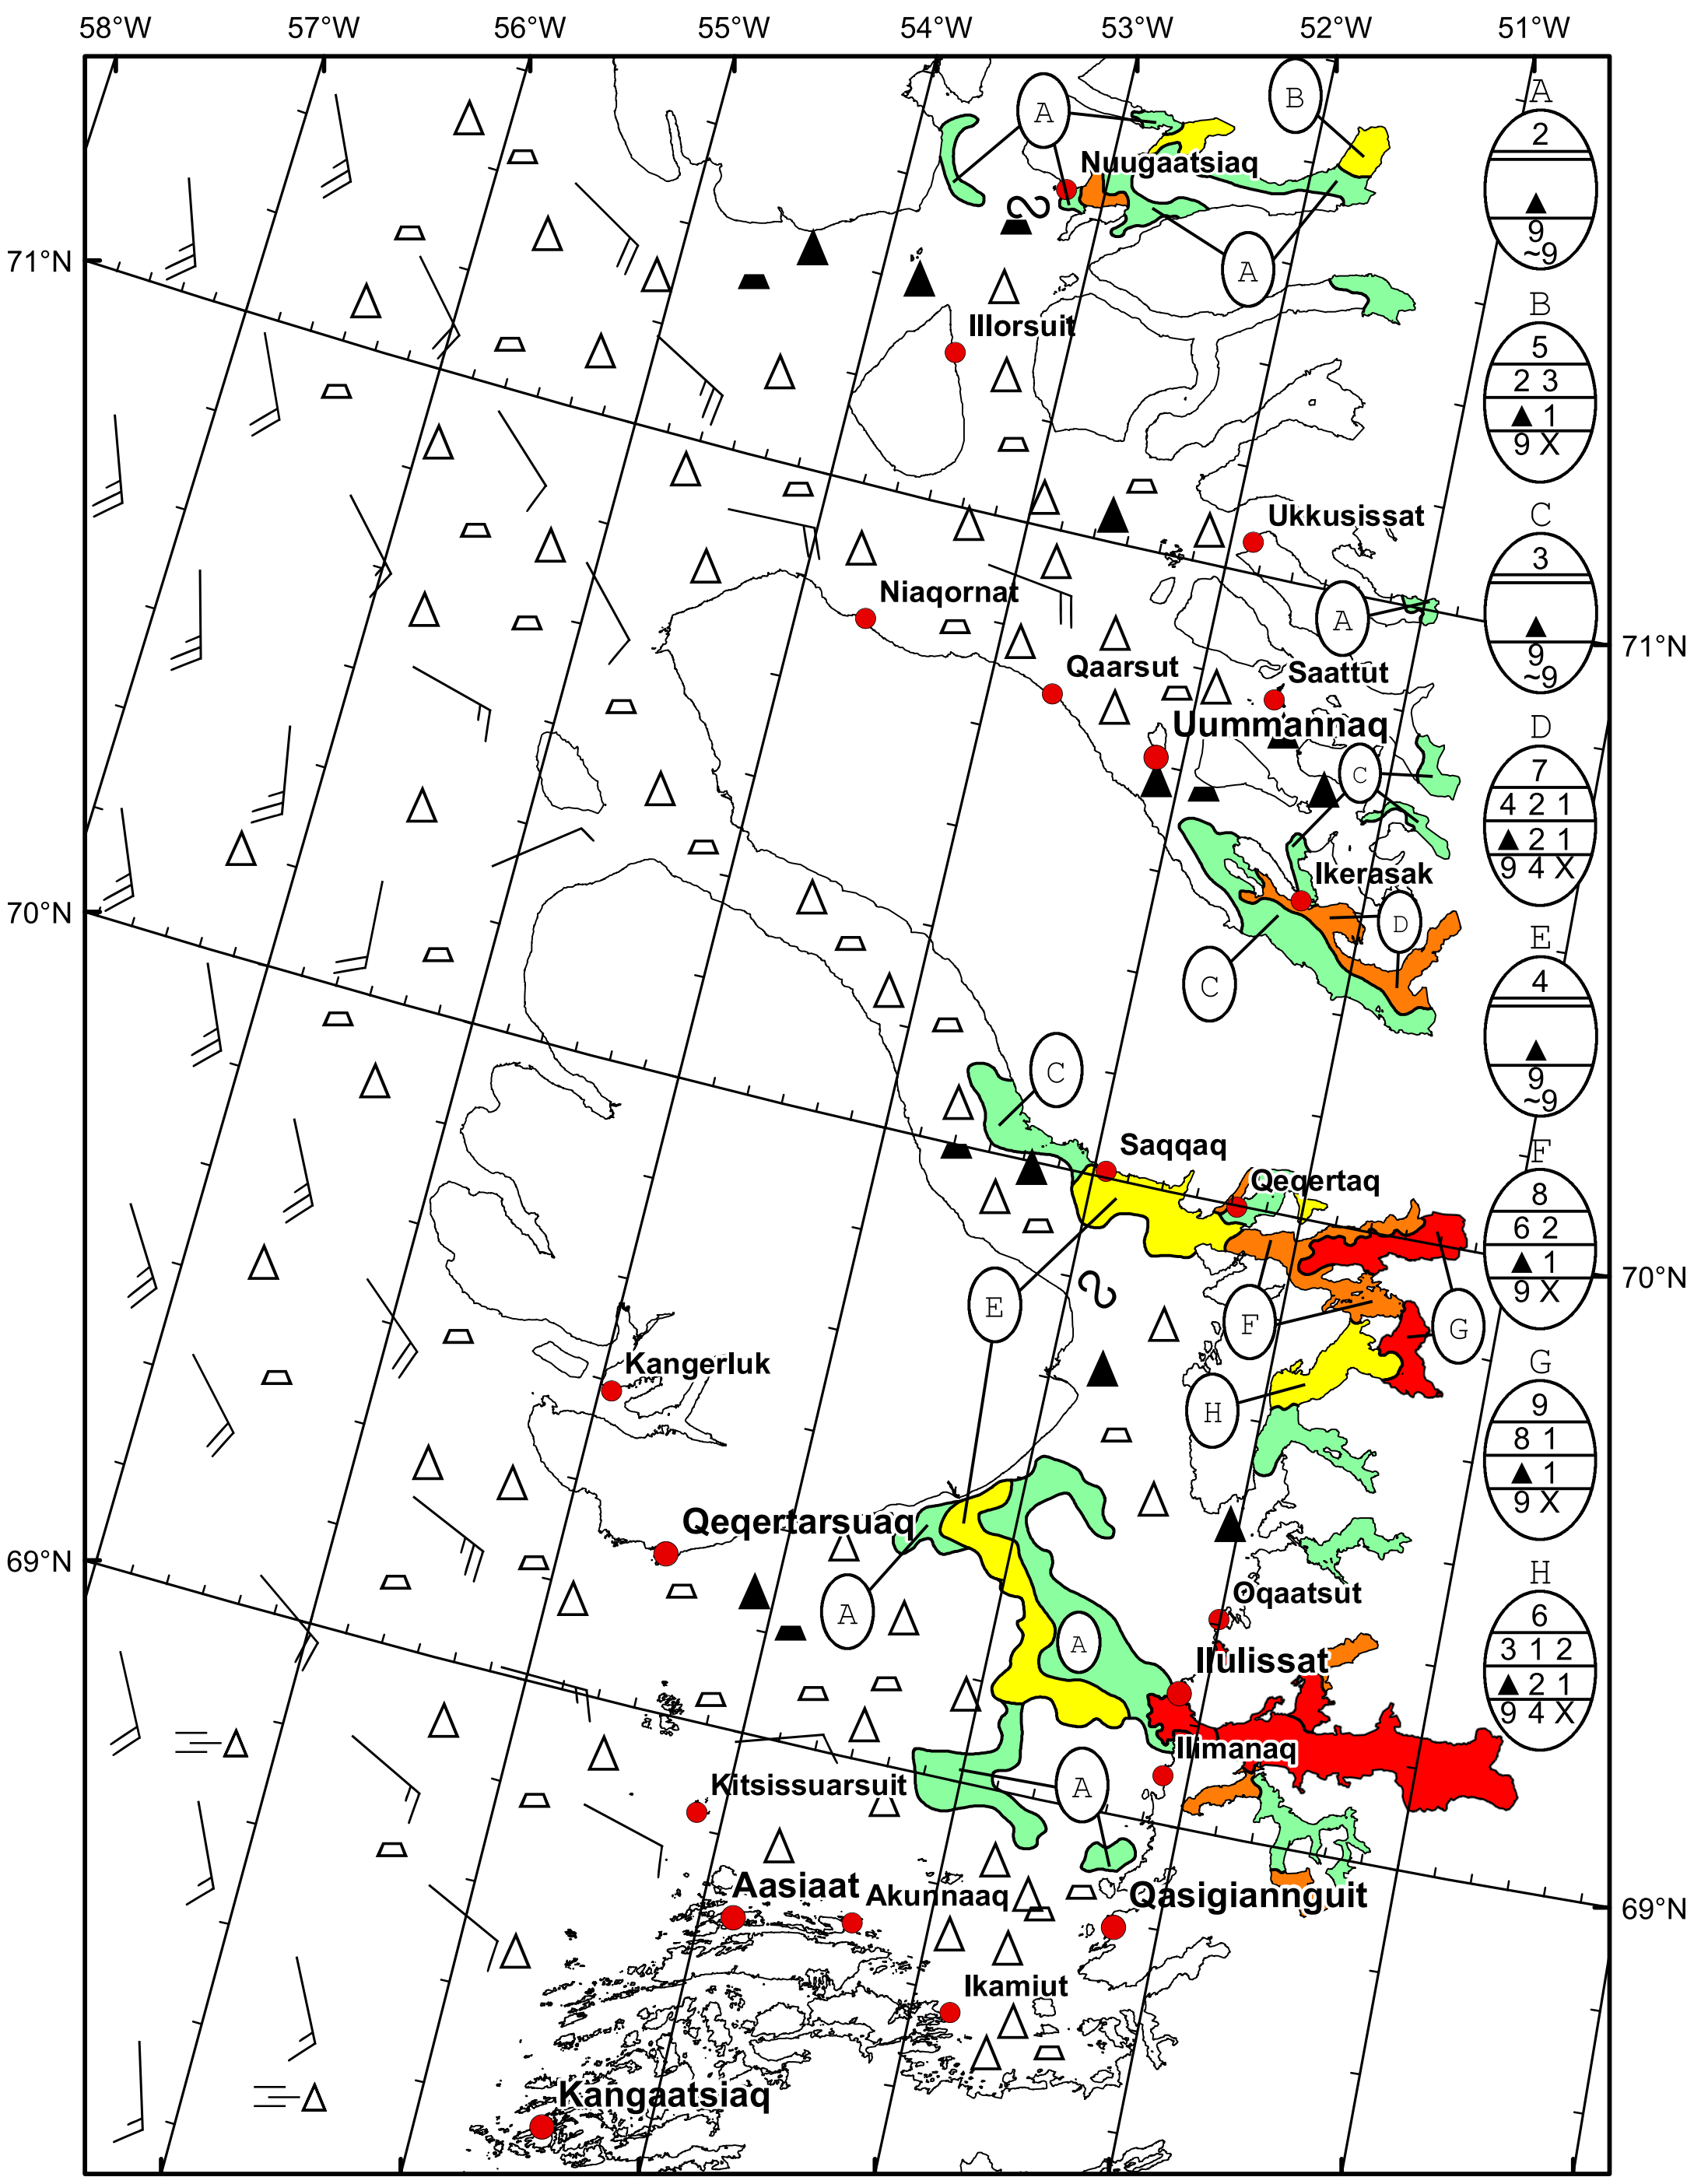 58°W 57°W 56°W 55°W 54°W 53°W 52°W 51°W
A
B
A
2
9
~9
Nuugaatsiaq
71°N
A
B
5
2 3
1
9 X
Illorsuit
Ukkusissat
C
3
9
~9
Niaqornat
A
71°N
Qaarsut
Saattut
Uummannaq
C
D
7
4 2 1
2 1
9 4 X
Ikerasak
70°N
D
C
E
4
9
~9
C
Saqqaq
Qeqertaq
F
8
6 2
1
9 X
70°N
E
F
G
Kangerluk
H
G
9
8 1
1
9 X
Qeqertarsuaq
69°N
A
A
Oqaatsut
Ilulissat
H
6
3 1 2
2 1
9 4 X
Ilimanaq
Kitsissuarsuit
A
Aasiaat
Akunnaaq
Qasigiannguit
69°N
Ikamiut
Kangaatsiaq